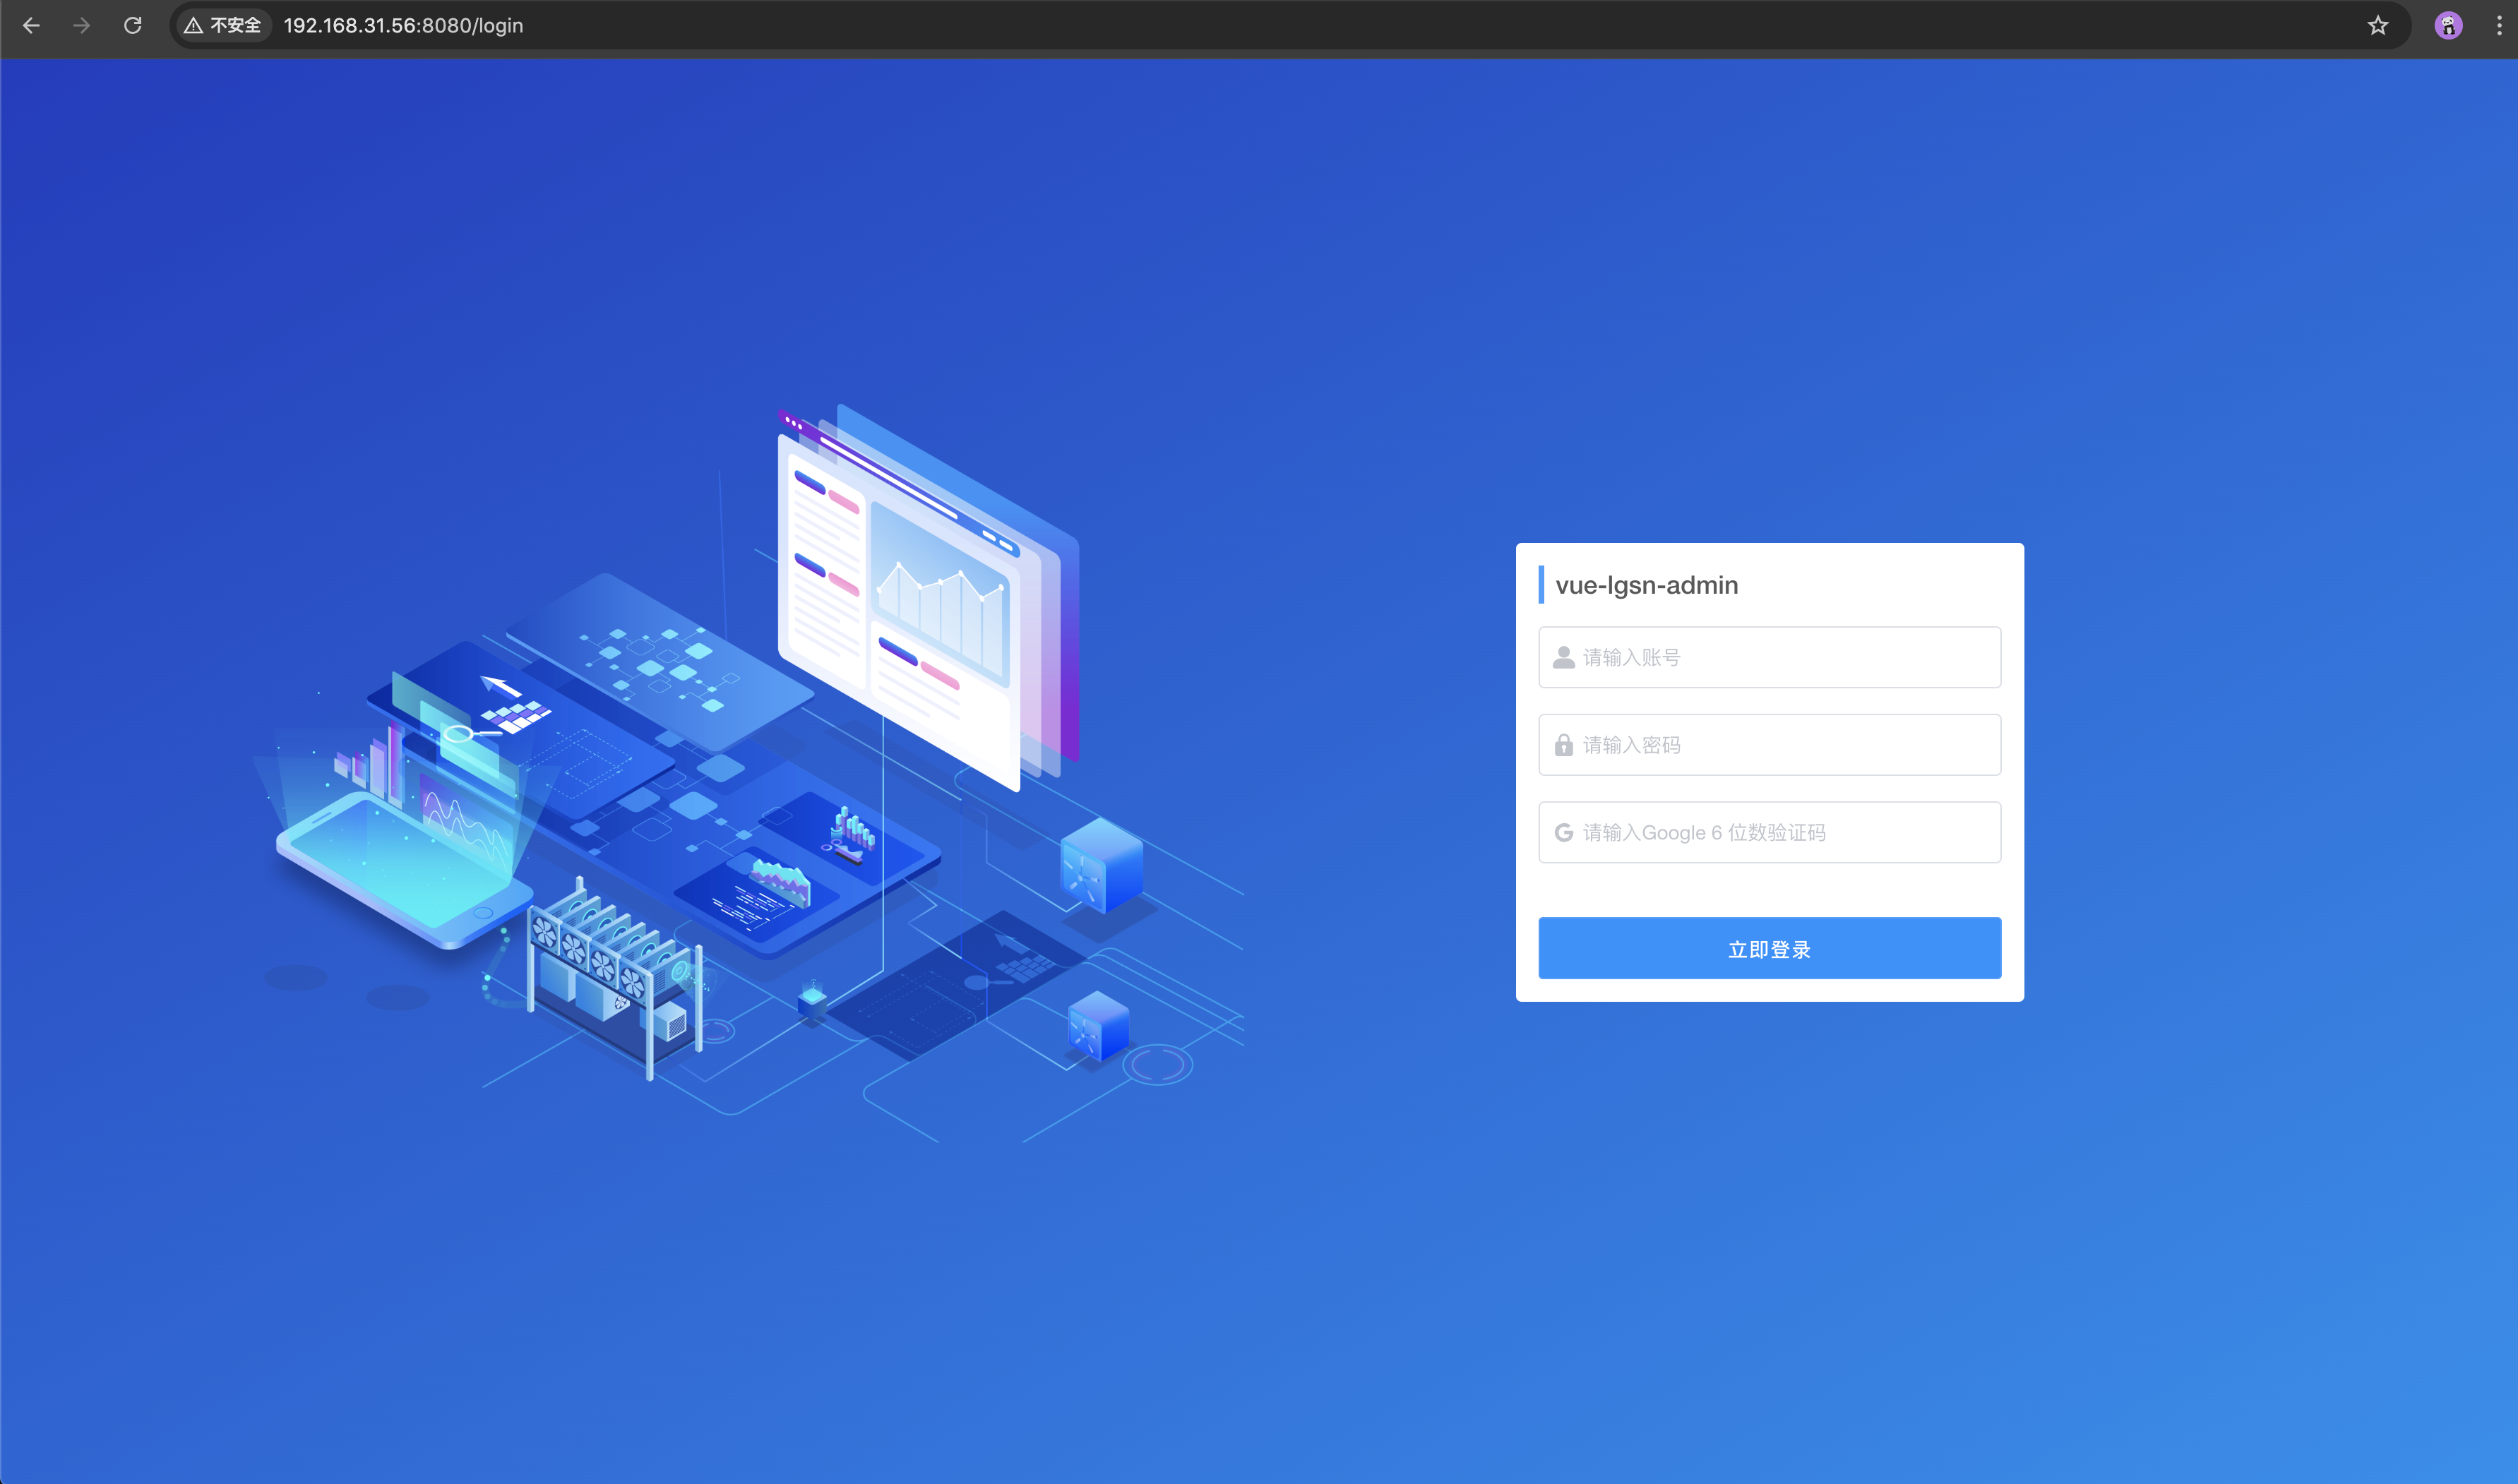 不安全 192.168.31.56:8080/login
vue-lgsn-admin
请输入账号
请输入密码
请输入Google 6 位数验证码
立即登录